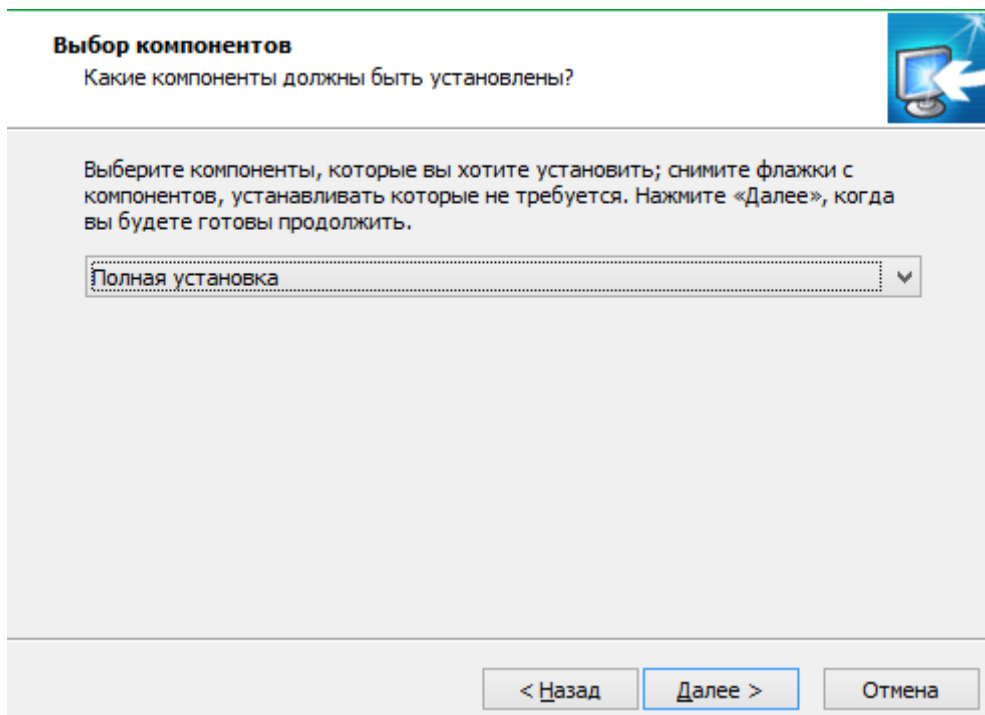 Выбор компонентов
Какие компоненты должны быть установлены?
Выберите компоненты, которые вы хотите установить; снимите флажки с
компонентов, устанавливать которые не требуется. Нажмите «Далее», когда
вы будете готовы продолжить.
Полная установка
< Назад
Далее >
Отмена